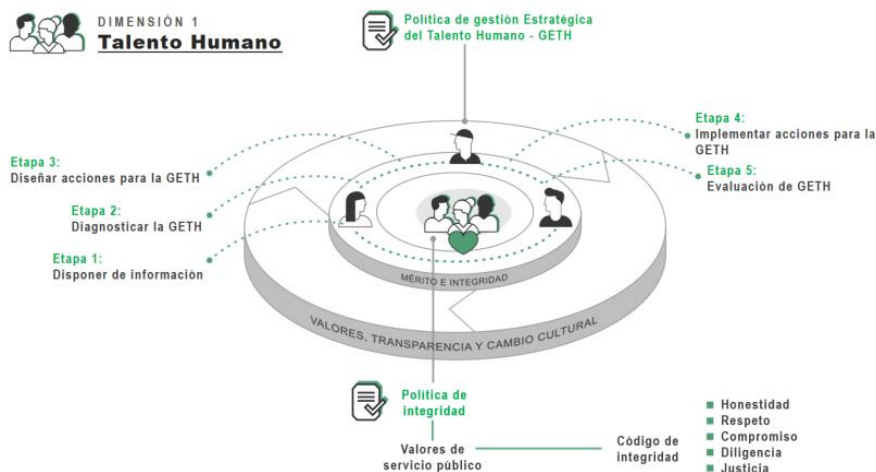 DIMENSIÓN 1
Talento Humano
Política de gestión Estratégica
del Talento Humano - GETH
Etapa 4:
Implementar acciones para la
GETH
Etapa 3:
Diseñar acciones para la GETH
Etapa 5:
Evaluación de GETH
Etapa 2:
Diagnosticar la GETH
Etapa 1:
Disponer de información
MÉRITO E INTEGRIDAD
VALORES, TRANSPARENCIA Y CAMBIO CULTURAL
Política de
integridad
Valores de
servicio público
Código de
integridad
Honestidad
Respeto
Compromiso
Diligencia
Justicia